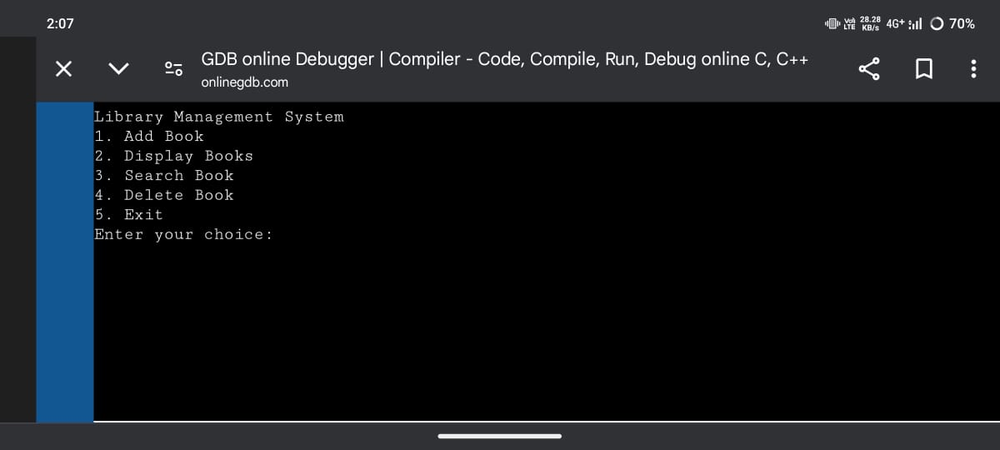 2:07
Vo) LTE 28.28 KB/s 4G+ 70%
GDB online Debugger | Compiler - Code, Compile, Run, Debug online C, C++
onlinegdb.com
Library Management System
1. Add Book
2. Display Books
3. Search Book
4. Delete Book
5. Exit
Enter your choice: